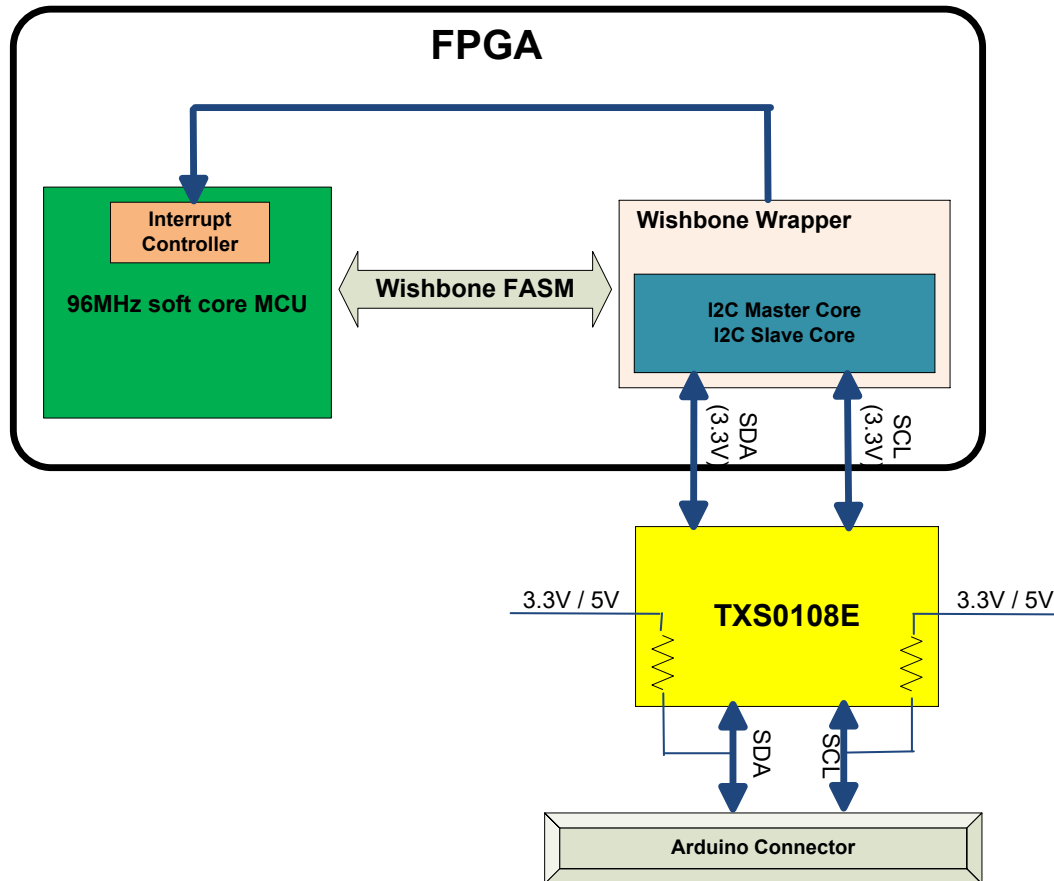 FPGA
Interrupt
Controller
96MHz soft core MCU
Wishbone FASM
Wishbone Wrapper
I2C Master Core
I2C Slave Core
SDA
(3.3V)
SCL
(3.3V)
3.3V / 5V
TXS0108E
3.3V / 5V
SDA
SCL
Arduino Connector